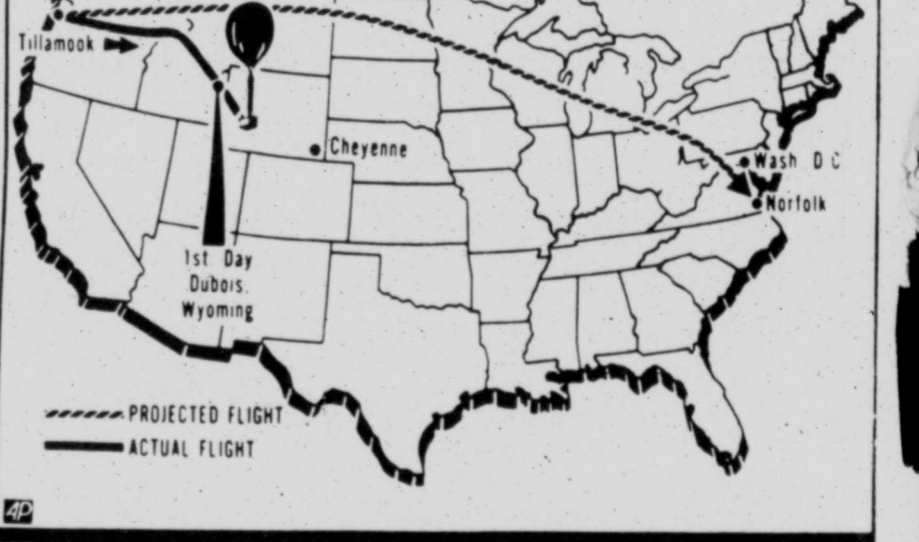 Tillamook
Cheyenne
Wash D C
Norfolk
1st. Day
Dubois.
Wyoming
PROJECTED FLIGHT
ACTUAL FLIGHT
AP